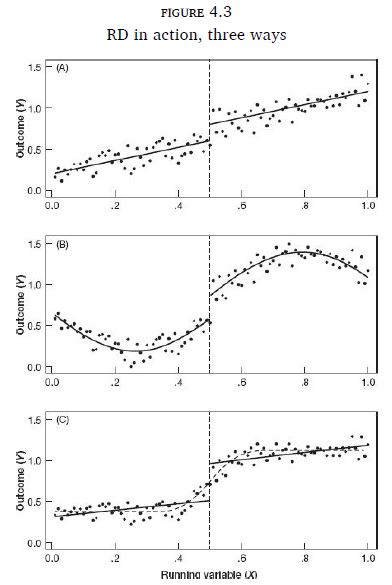 FIGURE 4.3
RD in action, three ways
(A)
Outcome (Y)
1.5
1.0
0.5
0.0
0.0 .2 .4 .6 .8 1.0
(B)
Outcome (Y)
1.5
1.0
0.5
0.0
0.0 .2 .4 .6 .8 1.0
(C)
Outcome (Y)
1.5
1.0
0.5
0.0
0.0 .2 .4 .6 .8 1.0
Running variable (X)